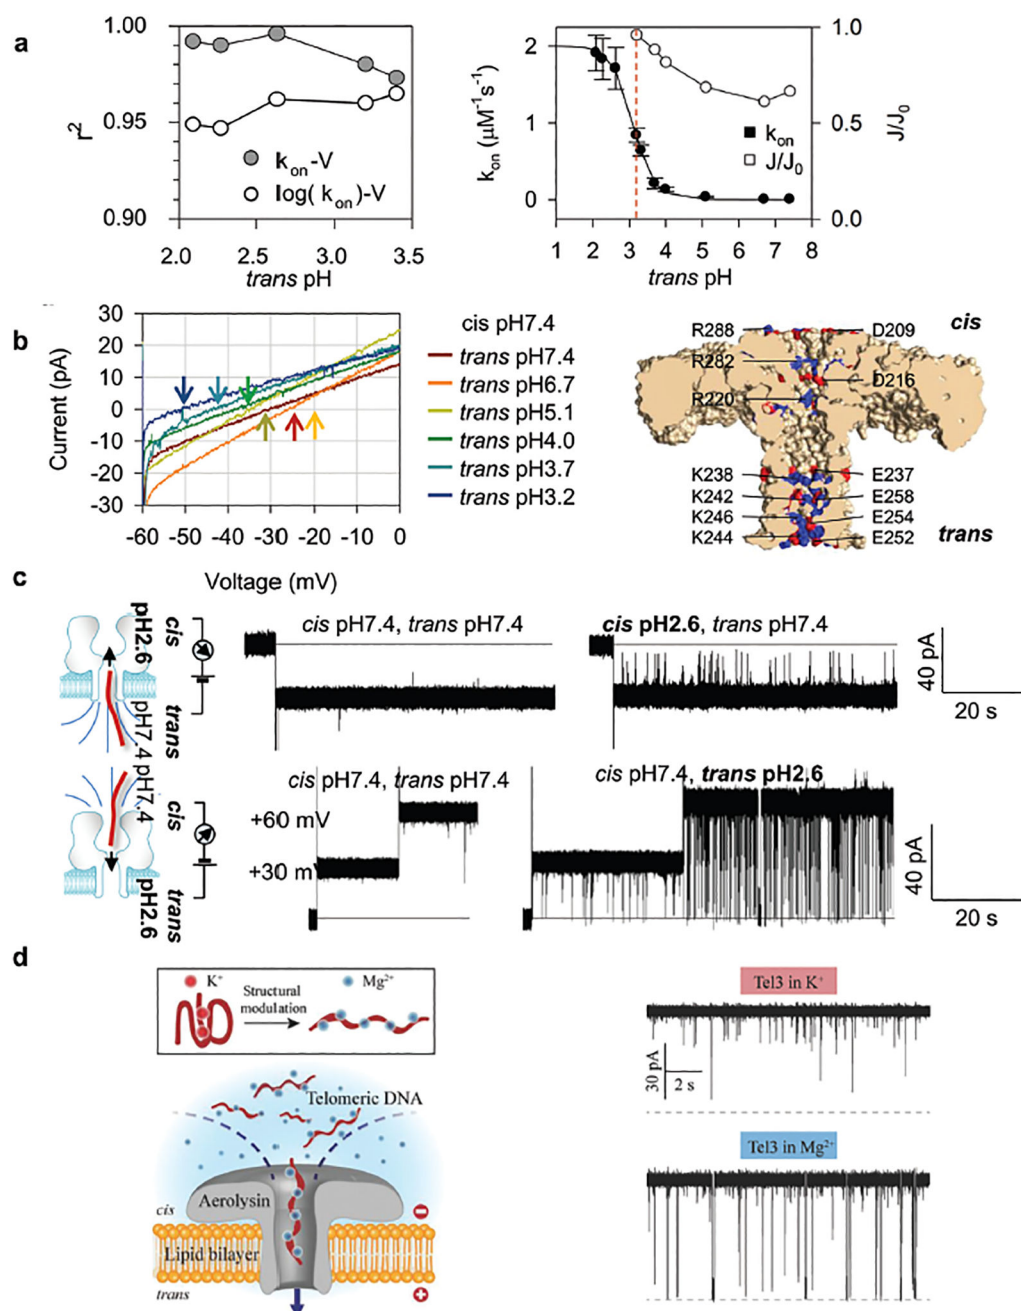 a
1.00
0.95
0.90
r²
kon-V
log(kon)-V
2.0 2.5 3.0 3.5
trans pH
2
1
0
kon (μM⁻¹s⁻¹)
1.0
0.5
0.0
J/J0
kon
J/J0
1 2 3 4 5 6 7 8
trans pH
b
30
20
10
0
-10
-20
-30
Current (pA)
-60 -50 -40 -30 -20 -10 0
Voltage (mV)
cis pH7.4
trans pH7.4
trans pH6.7
trans pH5.1
trans pH4.0
trans pH3.7
trans pH3.2
cis
R288 D209
R282
D216
R220
K238 E237
K242 E258
K246 E254
K244 E252
trans
c
pH2.6
cis
trans
pH7.4
cis pH7.4, trans pH7.4
cis pH2.6, trans pH7.4
40 pA
20 s
pH7.4
cis
trans
pH2.6
cis pH7.4, trans pH7.4
+60 mV
+30 mV
cis pH7.4, trans pH2.6
40 pA
20 s
d
K⁺
Structural
modulation
Mg²⁺
Telomeric DNA
Aerolysin
cis
Lipid bilayer
trans
Tel3 in K⁺
30 pA
2 s
Tel3 in Mg²⁺